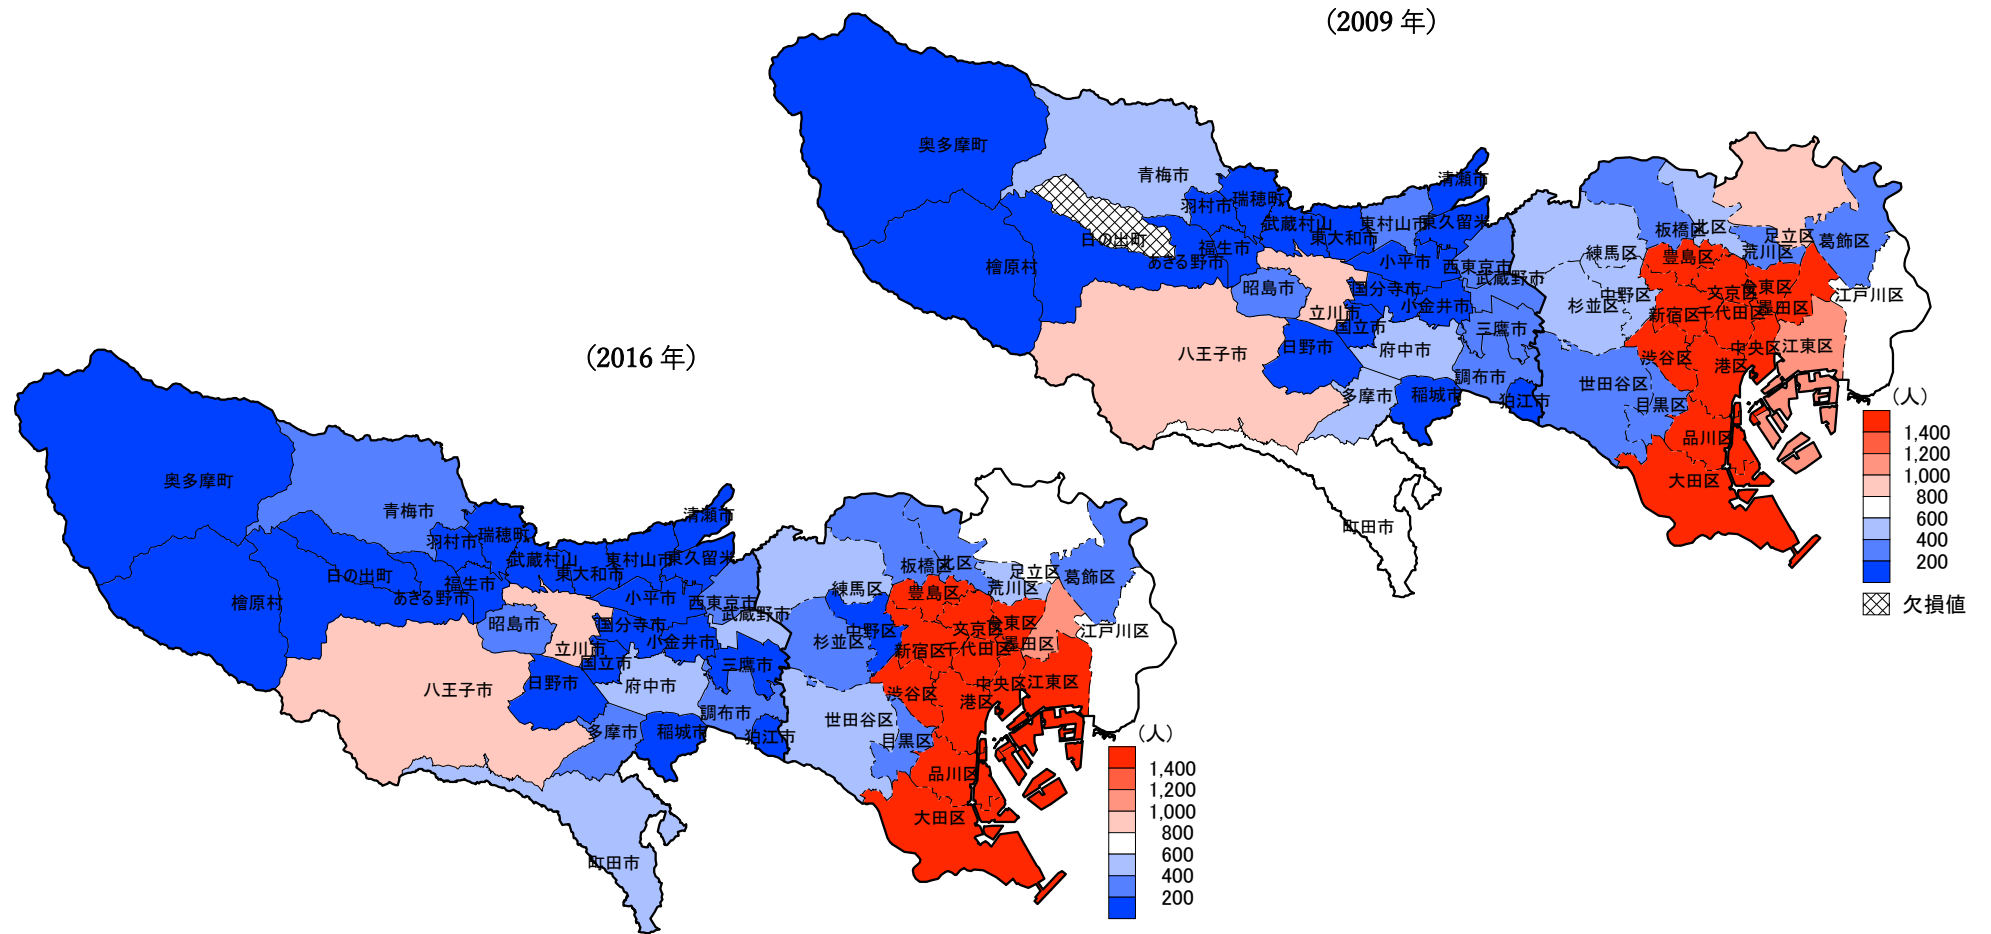 （2009 年）
奥多摩町
青梅市
清瀬市
羽村市
瑞穂町
武蔵村山
東村山市
東久留米
東大和市
日の出町
福生市
あきる野市
檜原村
小平市
西東京市
武蔵野市
昭島市
国分寺市
小金井市
立川市
国立市
三鷹市
八王子市
日野市
府中市
調布市
多摩市
稲城市
狛江市
町田市
板橋区
北区
足立区
葛飾区
練馬区
豊島区
荒川区
中野区
杉並区
文京区
台東区
江戸川区
新宿区
千代田区
墨田区
渋谷区
中央区
江東区
港区
世田谷区
目黒区
品川区
大田区
（人）
1,400
1,200
1,000
800
600
400
200
欠損値
（2016 年）
奥多摩町
青梅市
清瀬市
羽村市
瑞穂町
武蔵村山
東村山市
東久留米
東大和市
日の出町
福生市
あきる野市
檜原村
小平市
西東京市
武蔵野市
昭島市
国分寺市
小金井市
立川市
国立市
三鷹市
八王子市
日野市
府中市
調布市
多摩市
稲城市
狛江市
町田市
板橋区
北区
足立区
葛飾区
練馬区
豊島区
荒川区
中野区
杉並区
文京区
台東区
江戸川区
新宿区
千代田区
墨田区
渋谷区
中央区
江東区
港区
世田谷区
目黒区
品川区
大田区
（人）
1,400
1,200
1,000
800
600
400
200